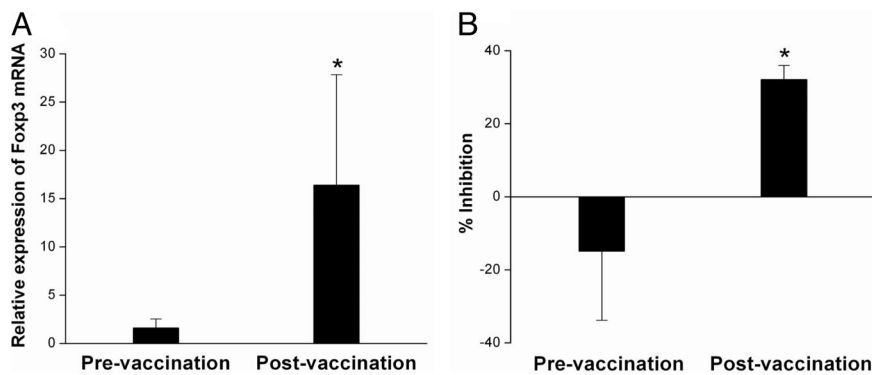 A
Relative expression of Foxp3 mRNA
30
25
20
15
10
5
0
*
Pre-vaccination
Post-vaccination
B
% Inhibition
40
20
0
-20
-40
*
Pre-vaccination
Post-vaccination